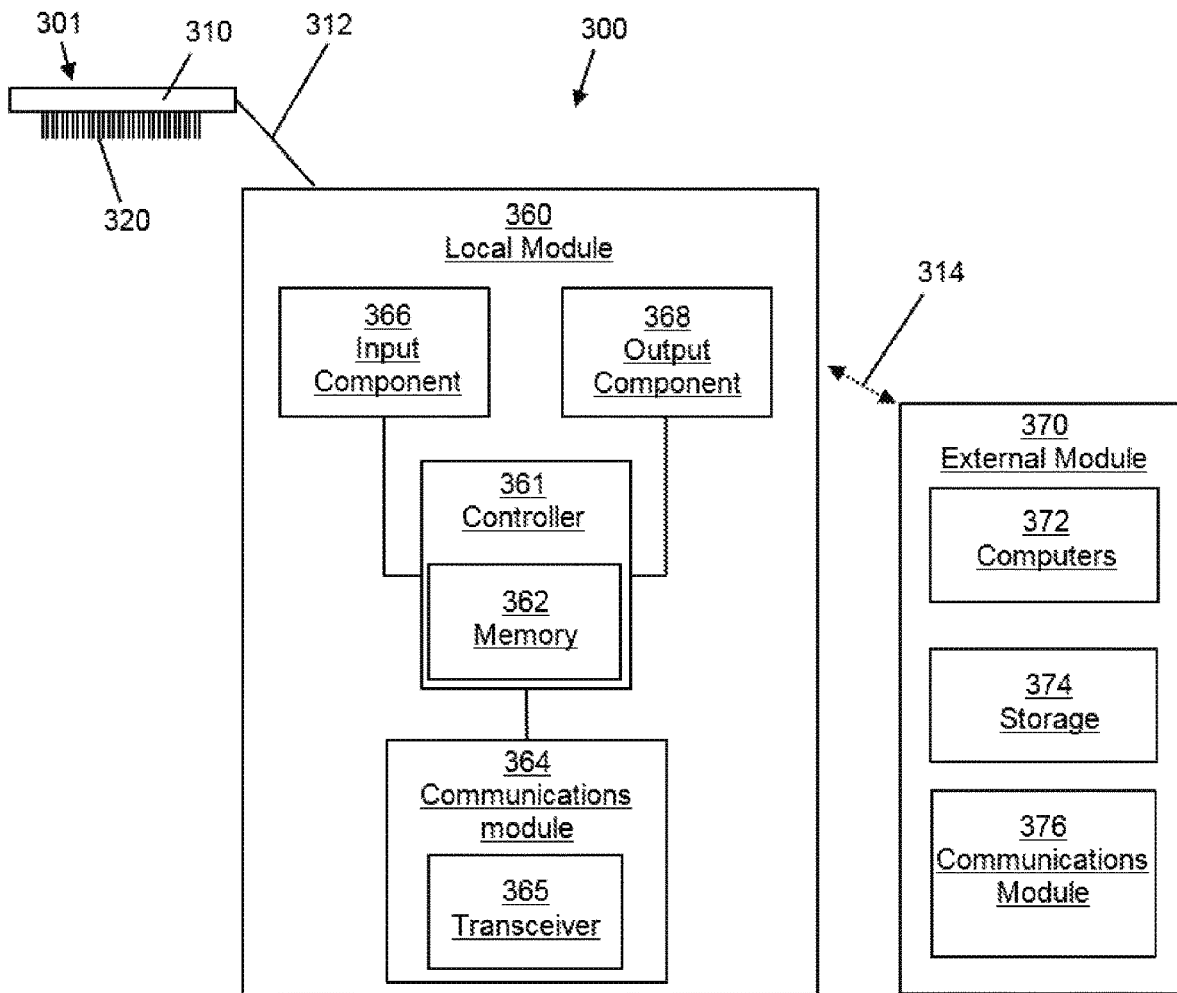 301
310
312
300
320
360
Local Module
366
Input
Component
368
Output
Component
314
361
Controller
362
Memory
370
External Module
372
Computers
374
Storage
364
Communications
module
365
Transceiver
376
Communications
Module